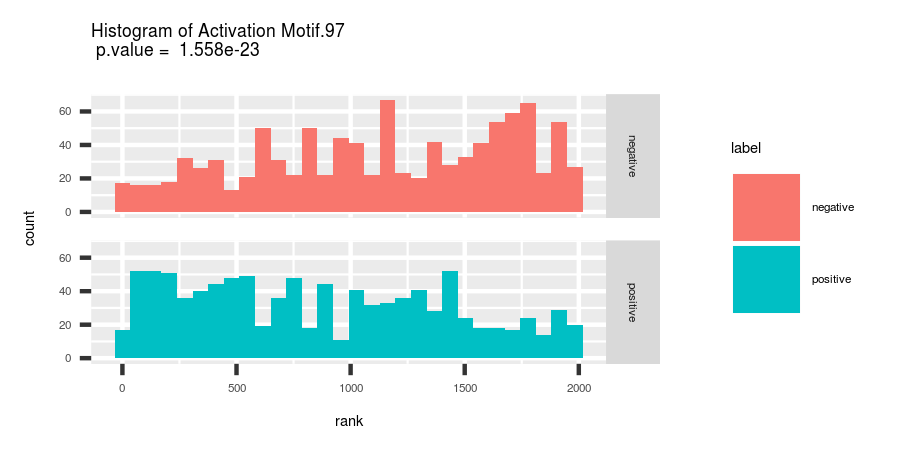 Histogram of Activation Motif.97
p.value = 1.558e-23
count
60
40
20
0
negative
60
40
20
0
positive
0 500 1000 1500 2000
rank
label
negative
positive